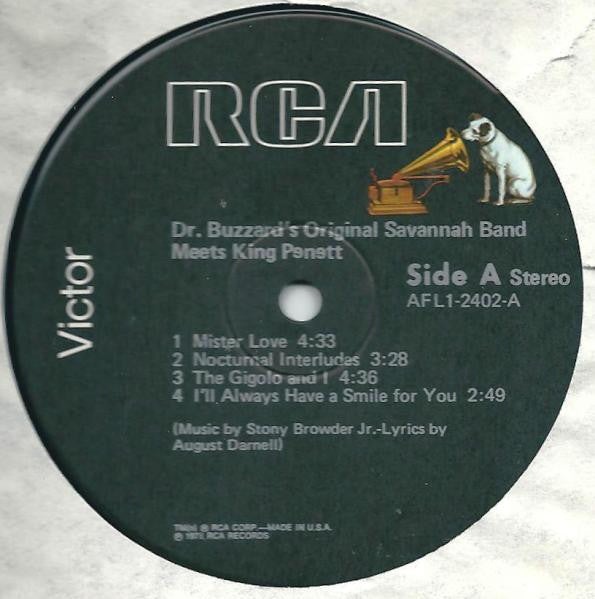 RCA
Dr. Buzzard's Original Savannah Band
Meets King Penett
Side A Stereo
AFL1-2402-A
Victor
1 Mister Love 4:33
2 Nocturnal Interludes 3:28
3 The Gigolo and I 4:36
4 I'll Always Have a Smile for You 2:49
(Music by Stony Browder Jr.-Lyrics by
August Darnell)
TM(s) ® RCA CORP.—MADE IN U.S.A.
RCA RECORDS